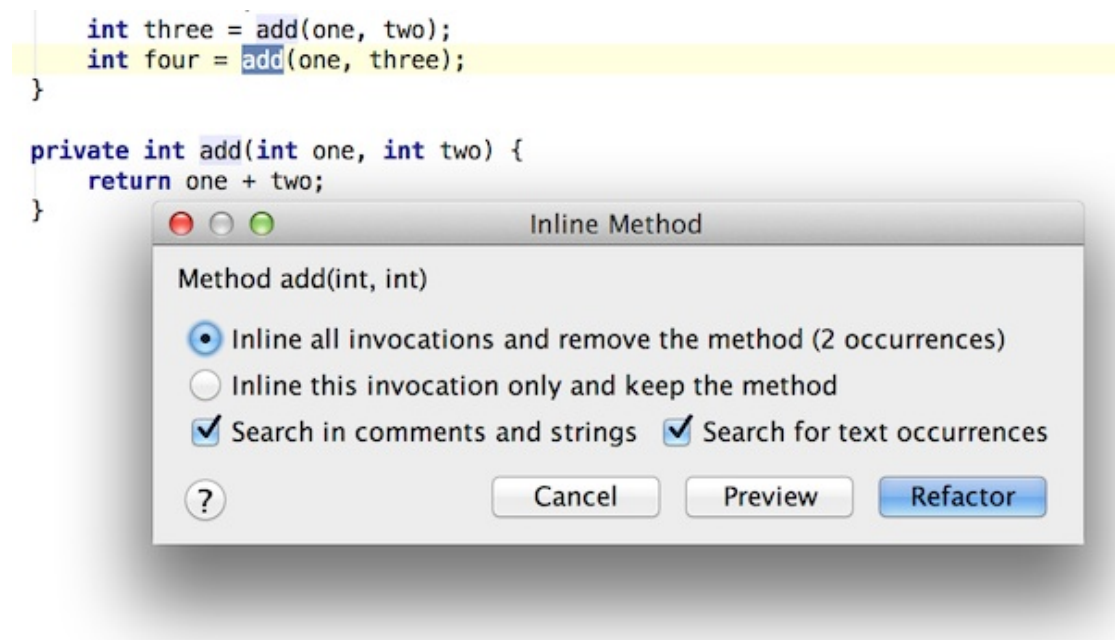 int three = add(one, two);
int four = add(one, three);
}
private int add(int one, int two) {
return one + two;
}
Inline Method
Method add(int, int)
Inline all invocations and remove the method (2 occurrences)
Inline this invocation only and keep the method
Search in comments and strings Search for text occurrences
? Cancel Preview Refactor